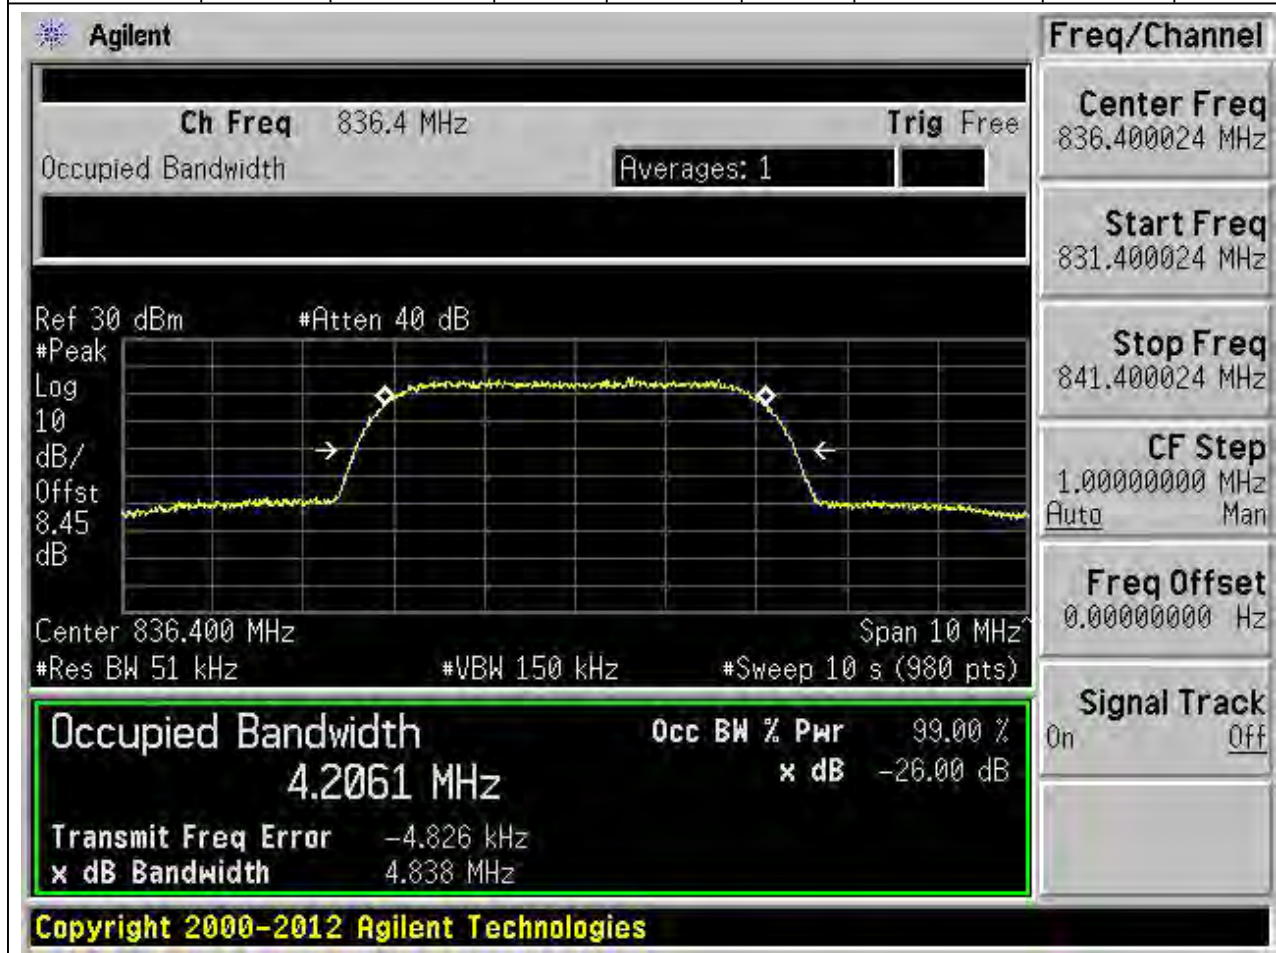 Agilent
Freq/Channel
Ch Freq 836.4 MHz Trig Free
Occupied Bandwidth Averages: 1
Center Freq
836.400024 MHz
Start Freq
831.400024 MHz
Stop Freq
841.400024 MHz
CF Step
1.00000000 MHz
Auto Man
Freq Offset
0.00000000 Hz
Signal Track
On Off
Ref 30 dBm #Atten 40 dB
#Peak
Log
10
dB/
Offst
8.45
dB
Center 836.400 MHz Span 10 MHz^
#Res BW 51 kHz #VBW 150 kHz #Sweep 10 s (980 pts)
Occupied Bandwidth Occ BW % Pwr 99.00 %
4.2061 MHz x dB -26.00 dB
Transmit Freq Error -4.826 kHz
x dB Bandwidth 4.838 MHz
Copyright 2000-2012 Agilent Technologies